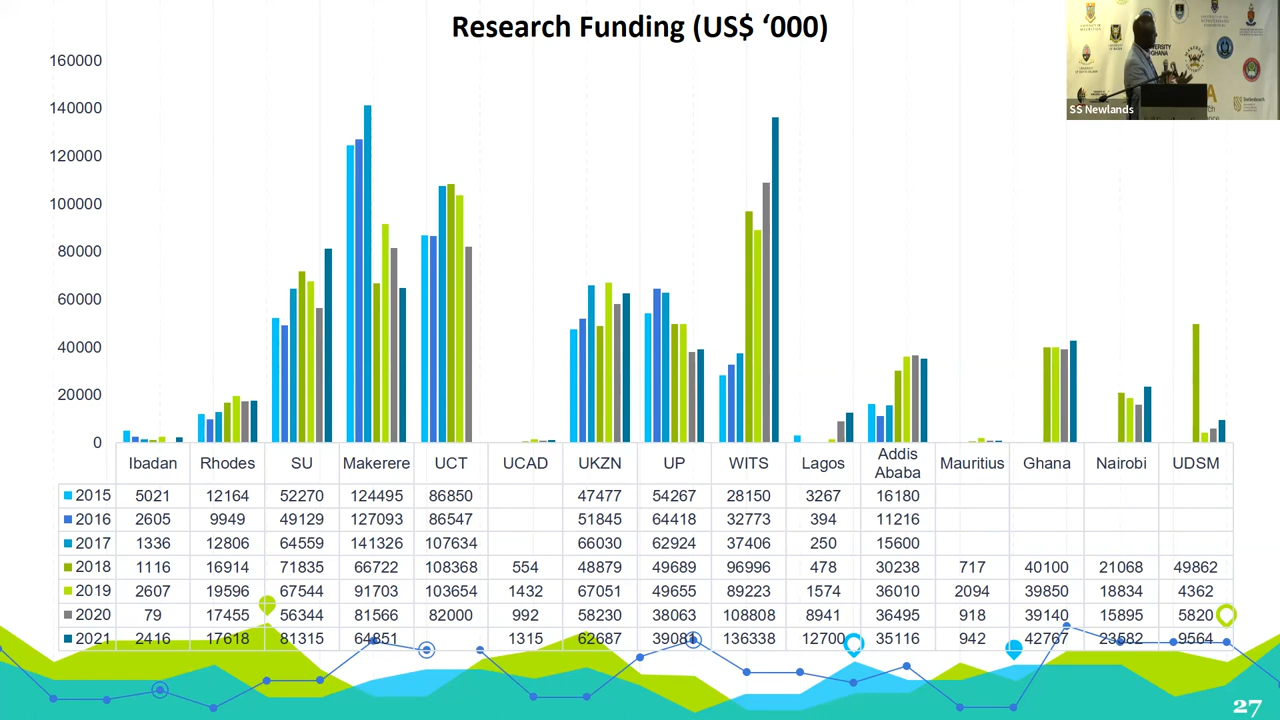 Research Funding (US$ ‘000)
SS Newlands
160000
140000
120000
100000
80000
60000
40000
20000
0
Ibadan Rhodes SU Makerere UCT UCAD UKZN UP WITS Lagos Addis Ababa Mauritius Ghana Nairobi UDSM
2015 5021 12164 52270 124495 86850 47477 54267 28150 3267 16180
2016 2605 9949 49129 127093 86547 51845 64418 32773 394 11216
2017 1336 12806 64559 141326 107634 66030 62924 37406 250 15600
2018 1116 16914 71835 66722 108368 554 48879 49689 96996 478 30238 717 40100 21068 49862
2019 2607 19596 67544 91703 103654 1432 67051 49655 89223 1574 36010 2094 39850 18834 4362
2020 79 17455 56344 81566 82000 992 58230 38063 108808 8941 36495 918 39140 15895 5820
2021 2416 17618 81315 64851 1315 62687 39081 136358 12700 35116 942 42767 9564
27